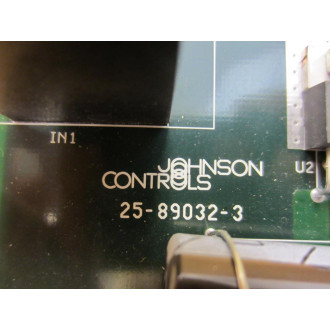 IN1
JOHNSON
CONTROLS
U2
25-89032-3